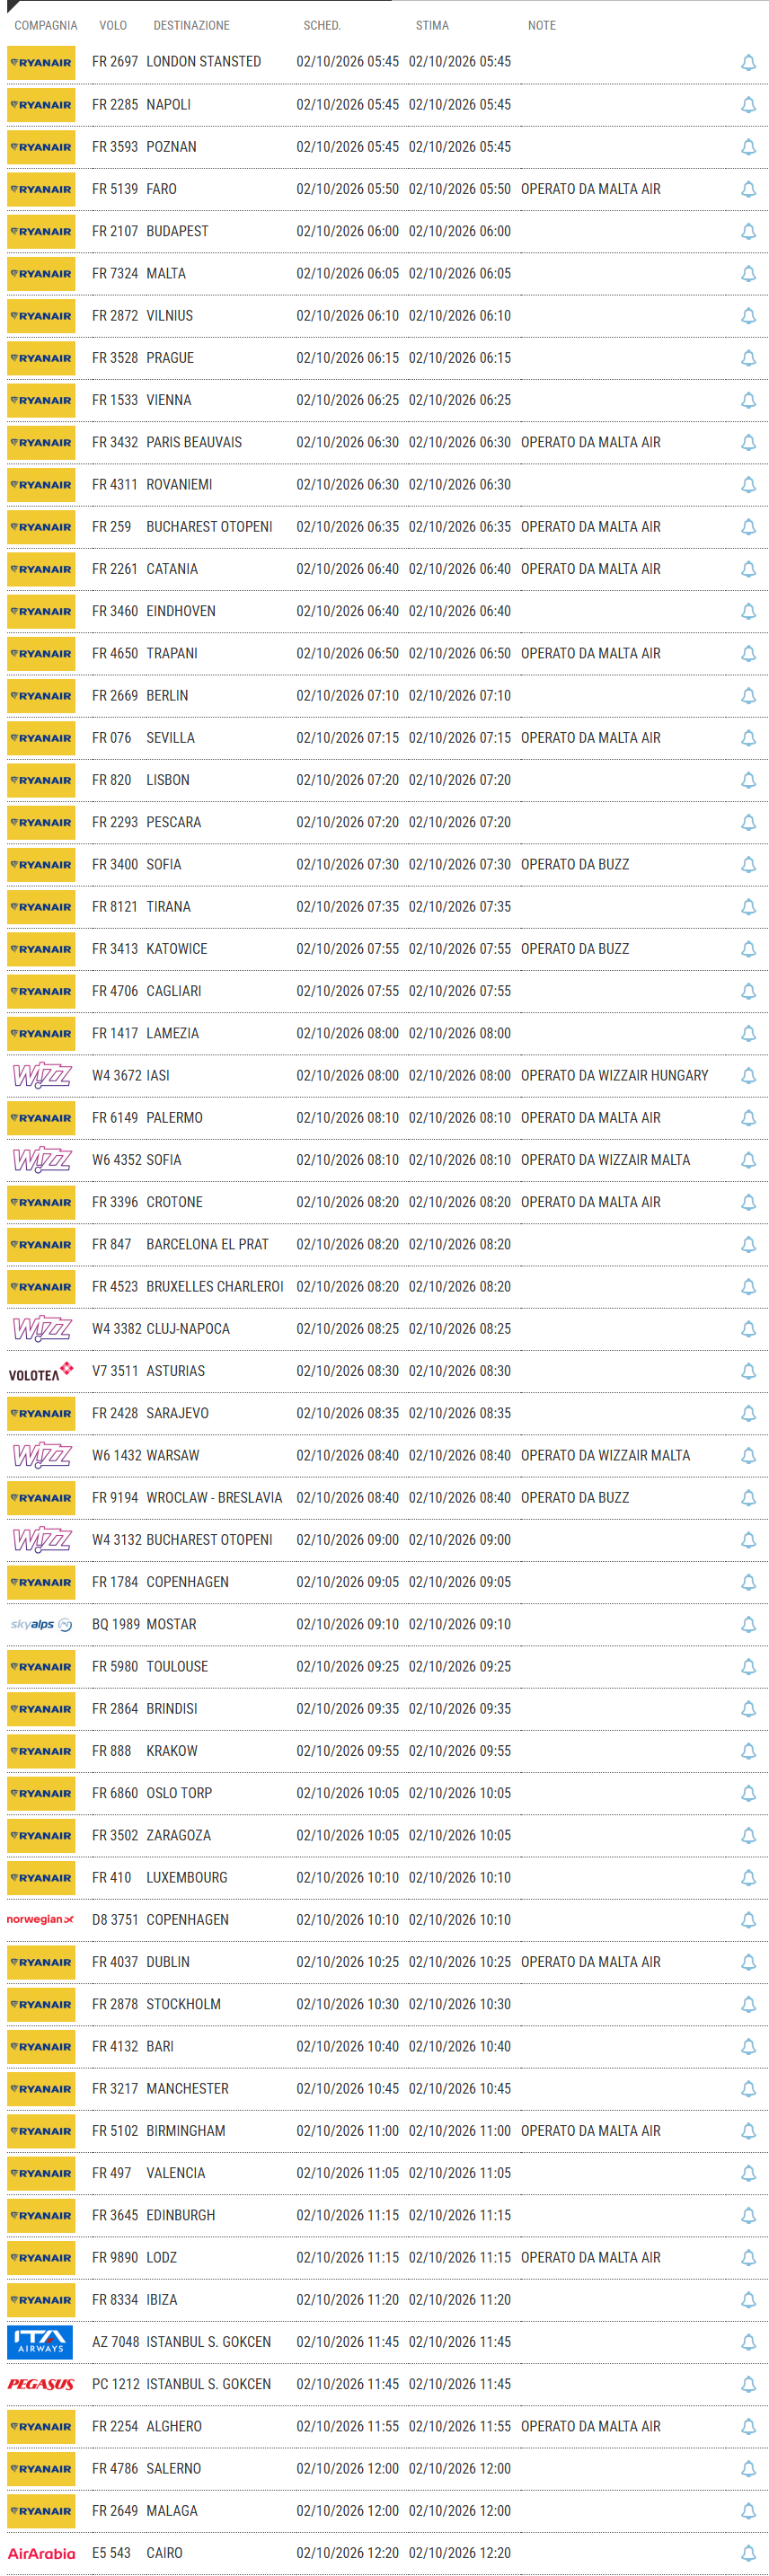 COMPAGNIA VOLO DESTINAZIONE SCHED. STIMA NOTE
RYANAIR FR 2697 LONDON STANSTED 02/10/2026 05:45 02/10/2026 05:45
RYANAIR FR 2285 NAPOLI 02/10/2026 05:45 02/10/2026 05:45
RYANAIR FR 3593 POZNAN 02/10/2026 05:45 02/10/2026 05:45
RYANAIR FR 5139 FARO 02/10/2026 05:50 02/10/2026 05:50 OPERATO DA MALTA AIR
RYANAIR FR 2107 BUDAPEST 02/10/2026 06:00 02/10/2026 06:00
RYANAIR FR 7324 MALTA 02/10/2026 06:05 02/10/2026 06:05
RYANAIR FR 2872 VILNIUS 02/10/2026 06:10 02/10/2026 06:10
RYANAIR FR 3528 PRAGUE 02/10/2026 06:15 02/10/2026 06:15
RYANAIR FR 1533 VIENNA 02/10/2026 06:25 02/10/2026 06:25
RYANAIR FR 3432 PARIS BEAUVAIS 02/10/2026 06:30 02/10/2026 06:30 OPERATO DA MALTA AIR
RYANAIR FR 4311 ROVANIEMI 02/10/2026 06:30 02/10/2026 06:30
RYANAIR FR 259 BUCHAREST OTOPENI 02/10/2026 06:35 02/10/2026 06:35 OPERATO DA MALTA AIR
RYANAIR FR 2261 CATANIA 02/10/2026 06:40 02/10/2026 06:40 OPERATO DA MALTA AIR
RYANAIR FR 3460 EINDHOVEN 02/10/2026 06:40 02/10/2026 06:40
RYANAIR FR 4650 TRAPANI 02/10/2026 06:50 02/10/2026 06:50 OPERATO DA MALTA AIR
RYANAIR FR 2669 BERLIN 02/10/2026 07:10 02/10/2026 07:10
RYANAIR FR 076 SEVILLA 02/10/2026 07:15 02/10/2026 07:15 OPERATO DA MALTA AIR
RYANAIR FR 820 LISBON 02/10/2026 07:20 02/10/2026 07:20
RYANAIR FR 2293 PESCARA 02/10/2026 07:20 02/10/2026 07:20
RYANAIR FR 3400 SOFIA 02/10/2026 07:30 02/10/2026 07:30 OPERATO DA BUZZ
RYANAIR FR 8121 TIRANA 02/10/2026 07:35 02/10/2026 07:35
RYANAIR FR 3413 KATOWICE 02/10/2026 07:55 02/10/2026 07:55 OPERATO DA BUZZ
RYANAIR FR 4706 CAGLIARI 02/10/2026 07:55 02/10/2026 07:55
RYANAIR FR 1417 LAMEZIA 02/10/2026 08:00 02/10/2026 08:00
WIZZ W4 3672 IASI 02/10/2026 08:00 02/10/2026 08:00 OPERATO DA WIZZAIR HUNGARY
RYANAIR FR 6149 PALERMO 02/10/2026 08:10 02/10/2026 08:10 OPERATO DA MALTA AIR
WIZZ W6 4352 SOFIA 02/10/2026 08:10 02/10/2026 08:10 OPERATO DA WIZZAIR MALTA
RYANAIR FR 3396 CROTONE 02/10/2026 08:20 02/10/2026 08:20 OPERATO DA MALTA AIR
RYANAIR FR 847 BARCELONA EL PRAT 02/10/2026 08:20 02/10/2026 08:20
RYANAIR FR 4523 BRUXELLES CHARLEROI 02/10/2026 08:20 02/10/2026 08:20
WIZZ W4 3382 CLUJ-NAPOCA 02/10/2026 08:25 02/10/2026 08:25
VOLOTEA V7 3511 ASTURIAS 02/10/2026 08:30 02/10/2026 08:30
RYANAIR FR 2428 SARAJEVO 02/10/2026 08:35 02/10/2026 08:35
WIZZ W6 1432 WARSAW 02/10/2026 08:40 02/10/2026 08:40 OPERATO DA WIZZAIR MALTA
RYANAIR FR 9194 WROCLAW - BRESLAVIA 02/10/2026 08:40 02/10/2026 08:40 OPERATO DA BUZZ
WIZZ W4 3132 BUCHAREST OTOPENI 02/10/2026 09:00 02/10/2026 09:00
RYANAIR FR 1784 COPENHAGEN 02/10/2026 09:05 02/10/2026 09:05
skyalps BQ 1989 MOSTAR 02/10/2026 09:10 02/10/2026 09:10
RYANAIR FR 5980 TOULOUSE 02/10/2026 09:25 02/10/2026 09:25
RYANAIR FR 2864 BRINDISI 02/10/2026 09:35 02/10/2026 09:35
RYANAIR FR 888 KRAKOW 02/10/2026 09:55 02/10/2026 09:55
RYANAIR FR 6860 OSLO TORP 02/10/2026 10:05 02/10/2026 10:05
RYANAIR FR 3502 ZARAGOZA 02/10/2026 10:05 02/10/2026 10:05
RYANAIR FR 410 LUXEMBOURG 02/10/2026 10:10 02/10/2026 10:10
norwegian D8 3751 COPENHAGEN 02/10/2026 10:10 02/10/2026 10:10
RYANAIR FR 4037 DUBLIN 02/10/2026 10:25 02/10/2026 10:25 OPERATO DA MALTA AIR
RYANAIR FR 2878 STOCKHOLM 02/10/2026 10:30 02/10/2026 10:30
RYANAIR FR 4132 BARI 02/10/2026 10:40 02/10/2026 10:40
RYANAIR FR 3217 MANCHESTER 02/10/2026 10:45 02/10/2026 10:45
RYANAIR FR 5102 BIRMINGHAM 02/10/2026 11:00 02/10/2026 11:00 OPERATO DA MALTA AIR
RYANAIR FR 497 VALENCIA 02/10/2026 11:05 02/10/2026 11:05
RYANAIR FR 3645 EDINBURGH 02/10/2026 11:15 02/10/2026 11:15
RYANAIR FR 9890 LODZ 02/10/2026 11:15 02/10/2026 11:15 OPERATO DA MALTA AIR
RYANAIR FR 8334 IBIZA 02/10/2026 11:20 02/10/2026 11:20
ITA AIRWAYS AZ 7048 ISTANBUL S. GOKCEN 02/10/2026 11:45 02/10/2026 11:45
PEGASUS PC 1212 ISTANBUL S. GOKCEN 02/10/2026 11:45 02/10/2026 11:45
RYANAIR FR 2254 ALGHERO 02/10/2026 11:55 02/10/2026 11:55 OPERATO DA MALTA AIR
RYANAIR FR 4786 SALERNO 02/10/2026 12:00 02/10/2026 12:00
RYANAIR FR 2649 MALAGA 02/10/2026 12:00 02/10/2026 12:00
AirArabia E5 543 CAIRO 02/10/2026 12:20 02/10/2026 12:20